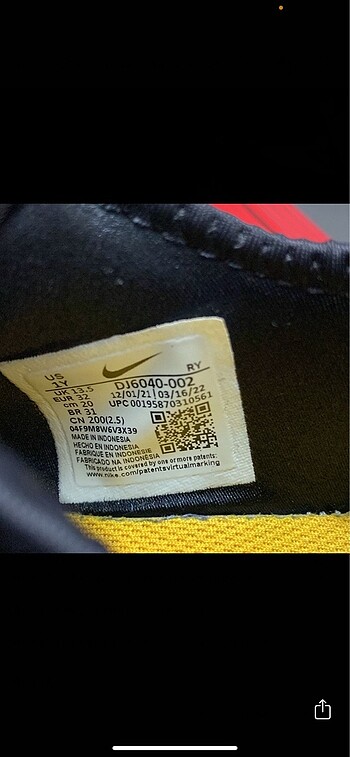 US 1Y
UK 13.5
EUR 32
cm 20
BR 31
CN 200(2.5)
RY
DJ6040-002
12/01/21 03/16/22
UPC 00195870310561
04F9M8W6V3X39
MADE IN INDONESIA
HECHO EN INDONESIA
FABRIQUE EN INDONESIE
FABRICADO NA INDONESIA
This product is covered by one or more patents:
www.nike.com/patentsvirtualmarking